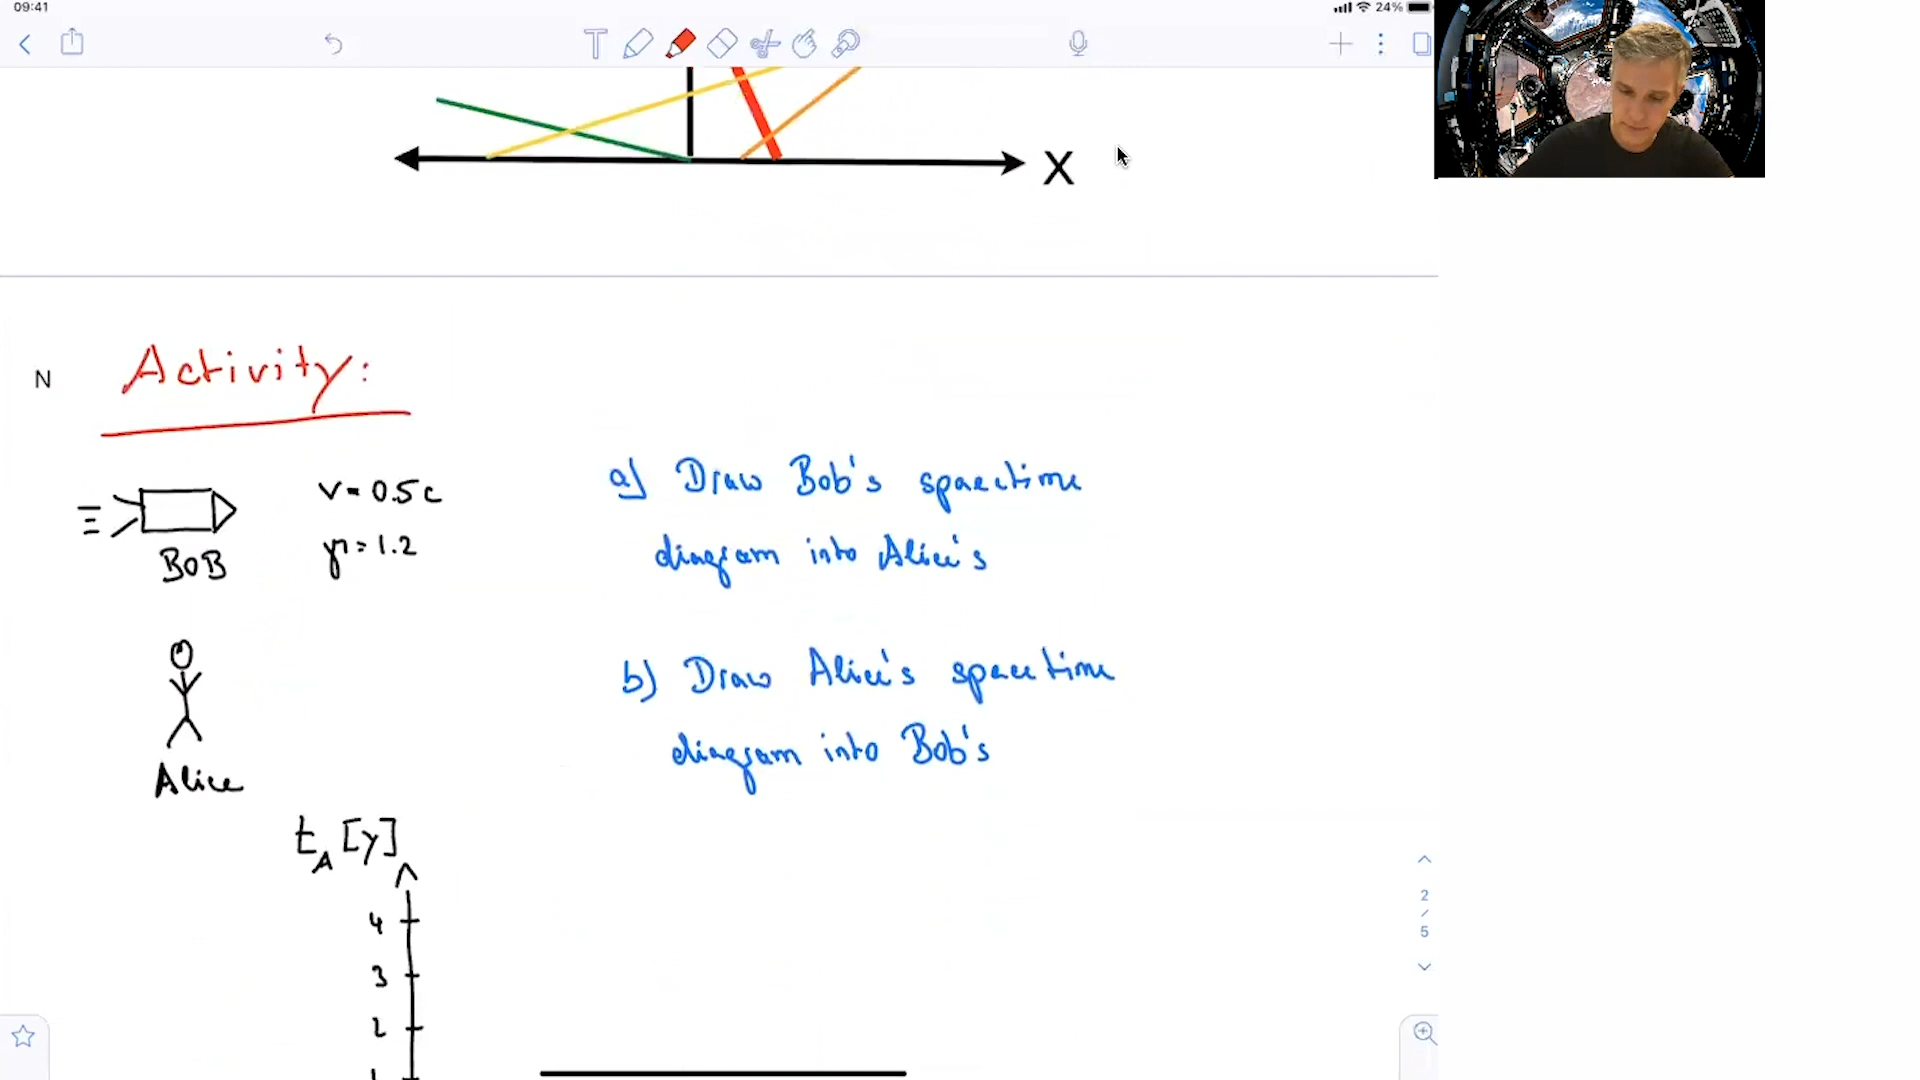 09:41
24%
T
X
N
Activity:
v = 0.5c
γ = 1.2
BOB
Alice
a) Draw Bob's spacetime
diagram into Alice's
b) Draw Alice's spacetime
diagram into Bob's
t_A [y]
4
3
2
1
2
/
5